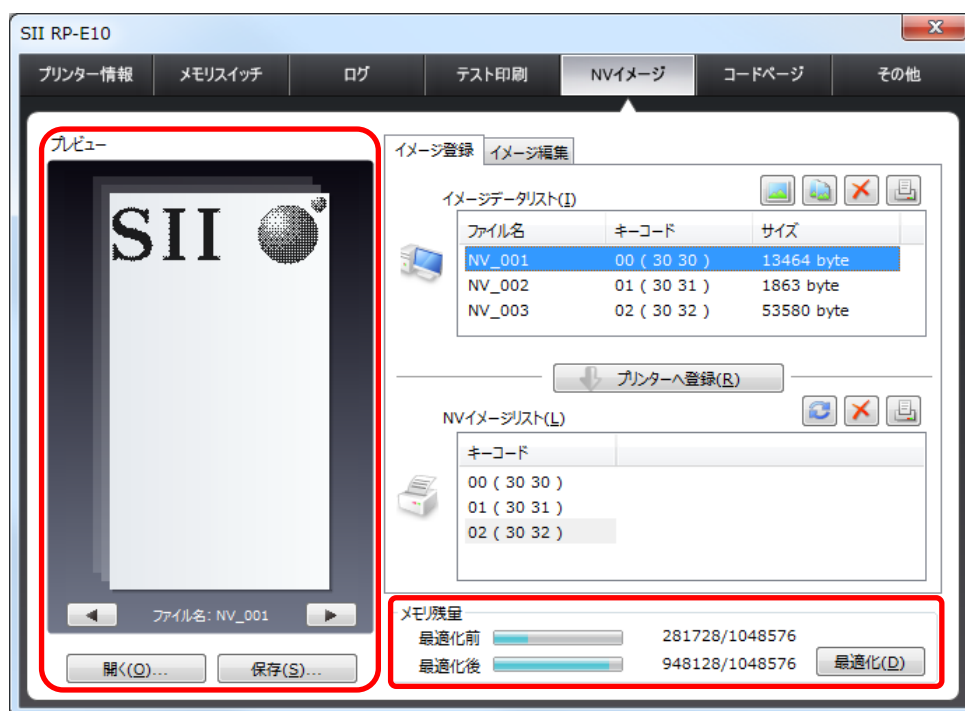 SII RP-E10
プリンター情報 メモリスイッチ ログ テスト印刷 NVイメージ コードページ その他
プレビュー
SII
ファイル名: NV_001
開く(O)... 保存(S)...
イメージ登録 イメージ編集
イメージデータリスト(I)
ファイル名 キーコード サイズ
NV_001 00 ( 30 30 ) 13464 byte
NV_002 01 ( 30 31 ) 1863 byte
NV_003 02 ( 30 32 ) 53580 byte
プリンターへ登録(R)
NVイメージリスト(L)
キーコード
00 ( 30 30 )
01 ( 30 31 )
02 ( 30 32 )
メモリ残量
最適化前 281728/1048576
最適化後 948128/1048576 最適化(D)